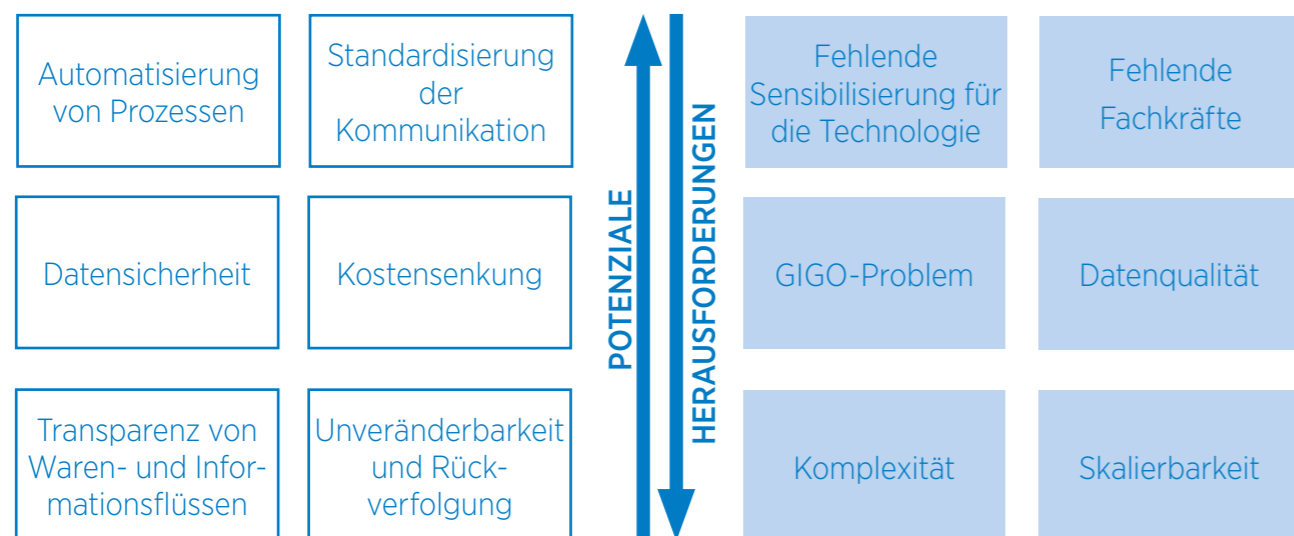 Automatisierung
von Prozessen
Standardisierung
der
Kommunikation
Datensicherheit
Kostensenkung
Transparenz von
Waren- und Infor-
mationsflüssen
Unveränderbarkeit
und Rück-
verfolgung
POTENZIALE
HERAUSFORDERUNGEN
Fehlende
Sensibilisierung für
die Technologie
Fehlende
Fachkräfte
GIGO-Problem
Datenqualität
Komplexität
Skalierbarkeit